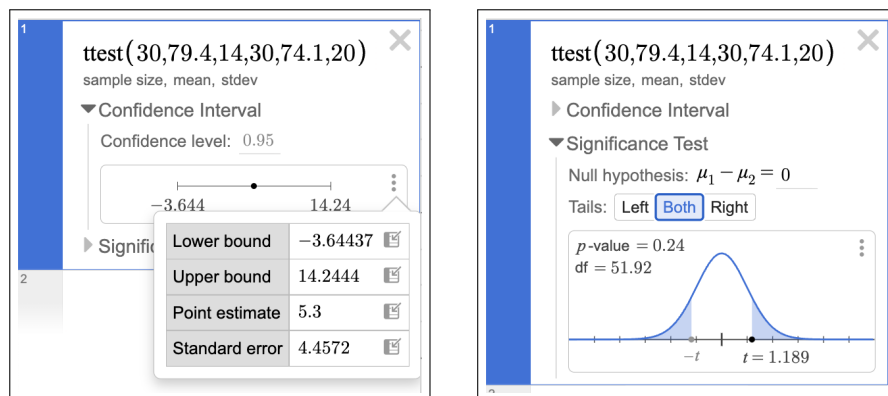 1
ttest(30,79.4,14,30,74.1,20)
sample size, mean, stdev
Confidence Interval
Confidence level: 0.95
−3.644 14.24
Signific
Lower bound −3.64437
Upper bound 14.2444
Point estimate 5.3
Standard error 4.4572
2
1
ttest(30,79.4,14,30,74.1,20)
sample size, mean, stdev
Confidence Interval
Significance Test
Null hypothesis: μ₁ − μ₂ = 0
Tails: Left Both Right
p-value = 0.24
df = 51.92
−t t = 1.189